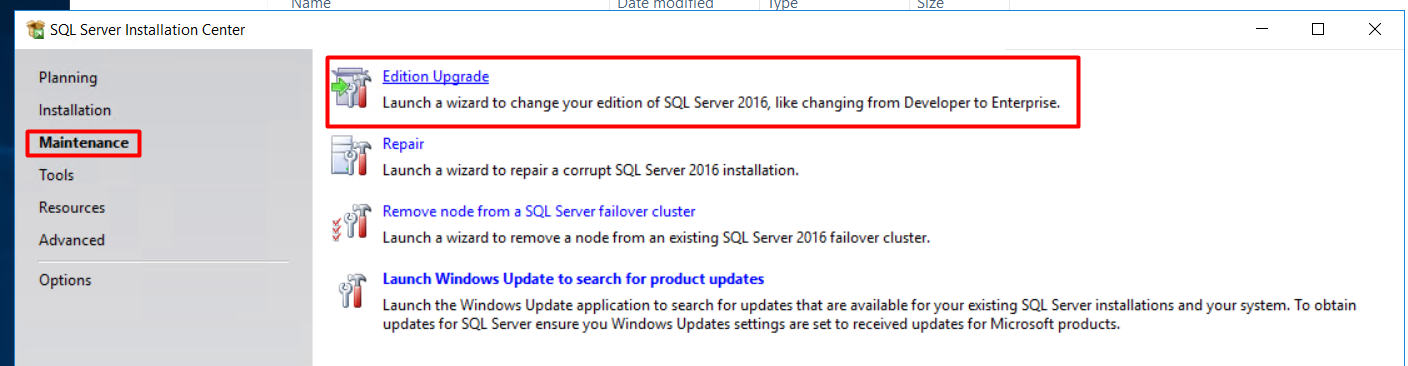 Name Date modified Type Size
SQL Server Installation Center
Planning
Installation
Maintenance
Tools
Resources
Advanced
Options
Edition Upgrade
Launch a wizard to change your edition of SQL Server 2016, like changing from Developer to Enterprise.
Repair
Launch a wizard to repair a corrupt SQL Server 2016 installation.
Remove node from a SQL Server failover cluster
Launch a wizard to remove a node from an existing SQL Server 2016 failover cluster.
Launch Windows Update to search for product updates
Launch the Windows Update application to search for updates that are available for your existing SQL Server installations and your system. To obtain
updates for SQL Server ensure you Windows Updates settings are set to received updates for Microsoft products.